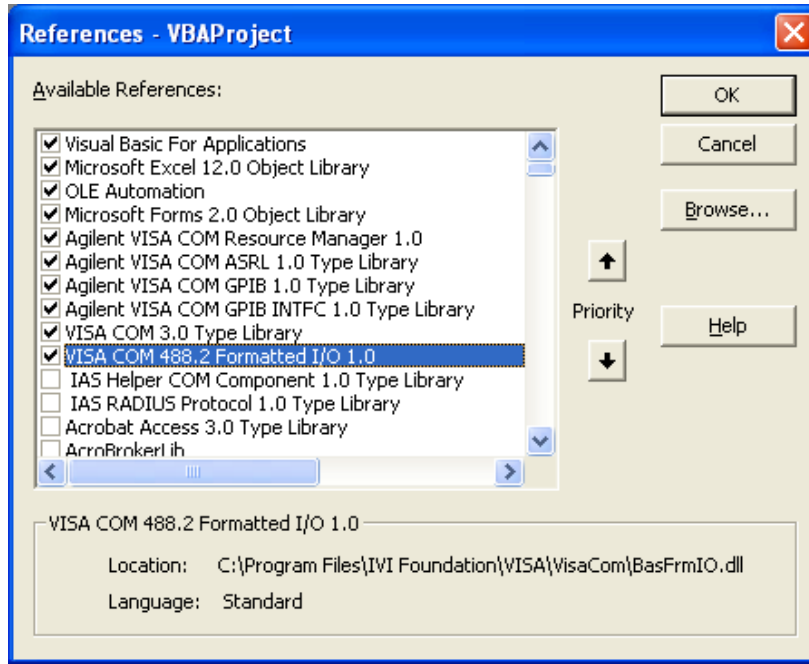 References - VBAProject
Available References:
Visual Basic For Applications
Microsoft Excel 12.0 Object Library
OLE Automation
Microsoft Forms 2.0 Object Library
Agilent VISA COM Resource Manager 1.0
Agilent VISA COM ASRL 1.0 Type Library
Agilent VISA COM GPIB 1.0 Type Library
Agilent VISA COM GPIB INTFC 1.0 Type Library
VISA COM 3.0 Type Library
VISA COM 488.2 Formatted I/O 1.0
IAS Helper COM Component 1.0 Type Library
IAS RADIUS Protocol 1.0 Type Library
Acrobat Access 3.0 Type Library
AcroBrokerLib
Priority
OK
Cancel
Browse...
Help
VISA COM 488.2 Formatted I/O 1.0
Location: C:\Program Files\IVI Foundation\VISA\VisaCom\BasFrmIO.dll
Language: Standard